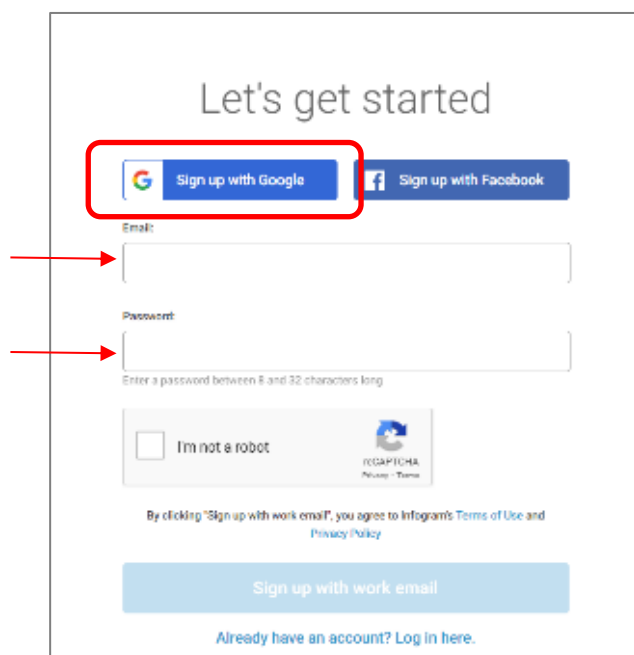 Let's get started
Sign up with Google
Sign up with Facebook
Email:
Password:
Enter a password between 8 and 32 characters long
I'm not a robot
reCAPTCHA
Privacy - Terms
By clicking "Sign up with work email", you agree to Infogram's Terms of Use and
Privacy Policy
Sign up with work email
Already have an account? Log in here.